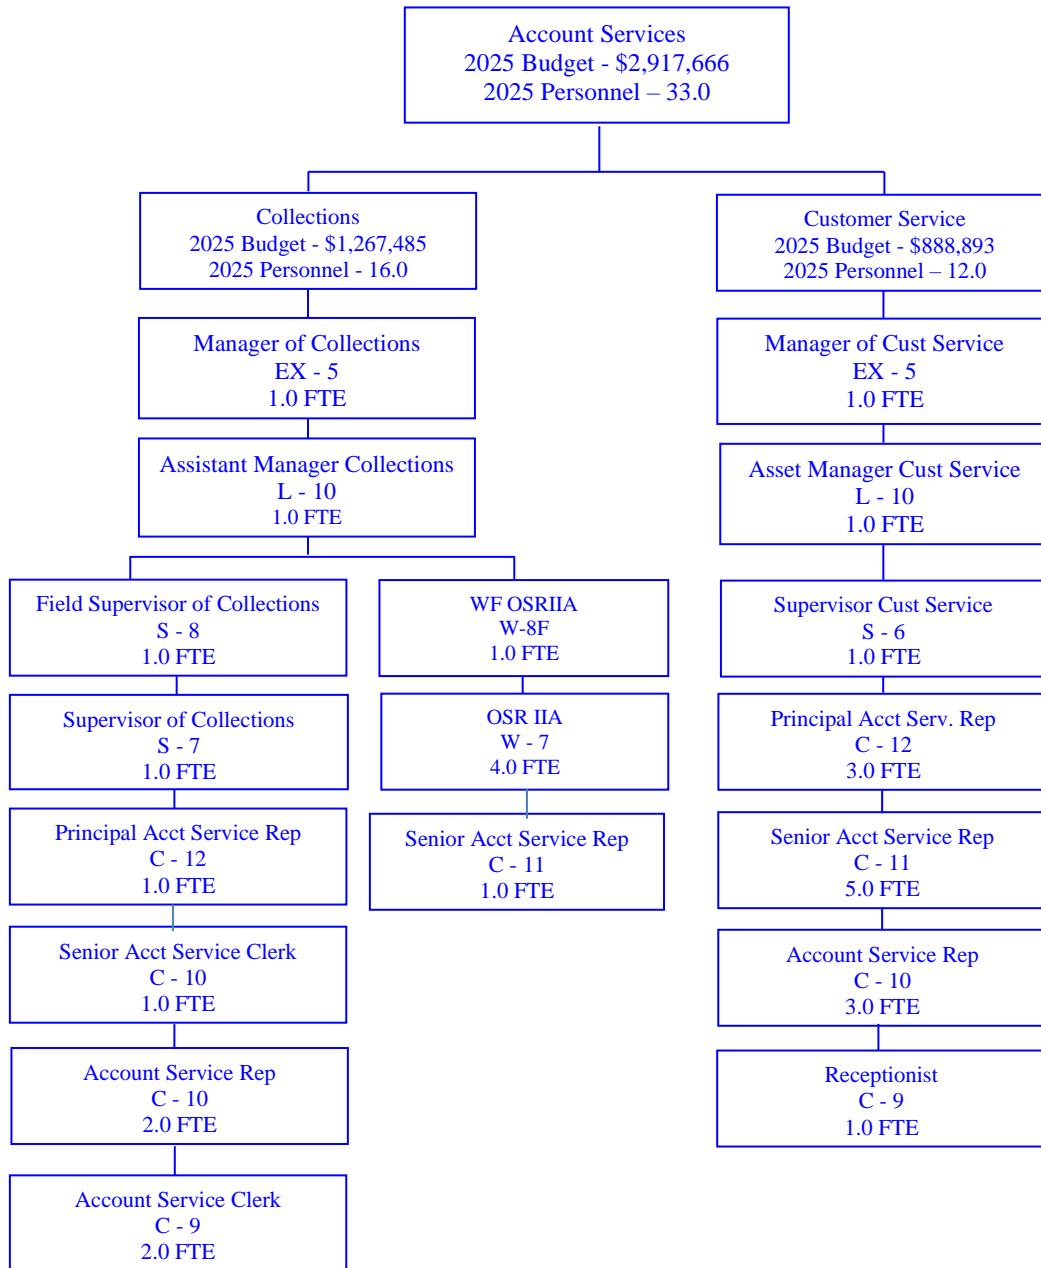 Account Services
2025 Budget - $2,917,666
2025 Personnel – 33.0
Collections
2025 Budget - $1,267,485
2025 Personnel - 16.0
Customer Service
2025 Budget - $888,893
2025 Personnel – 12.0
Manager of Collections
EX - 5
1.0 FTE
Manager of Cust Service
EX - 5
1.0 FTE
Assistant Manager Collections
L - 10
1.0 FTE
Asset Manager Cust Service
L - 10
1.0 FTE
Field Supervisor of Collections
S - 8
1.0 FTE
WF OSRIIA
W-8F
1.0 FTE
Supervisor Cust Service
S - 6
1.0 FTE
Supervisor of Collections
S - 7
1.0 FTE
OSR IIA
W - 7
4.0 FTE
Principal Acct Serv. Rep
C - 12
3.0 FTE
Principal Acct Service Rep
C - 12
1.0 FTE
Senior Acct Service Rep
C - 11
1.0 FTE
Senior Acct Service Rep
C - 11
5.0 FTE
Senior Acct Service Clerk
C - 10
1.0 FTE
Account Service Rep
C - 10
3.0 FTE
Account Service Rep
C - 10
2.0 FTE
Receptionist
C - 9
1.0 FTE
Account Service Clerk
C - 9
2.0 FTE